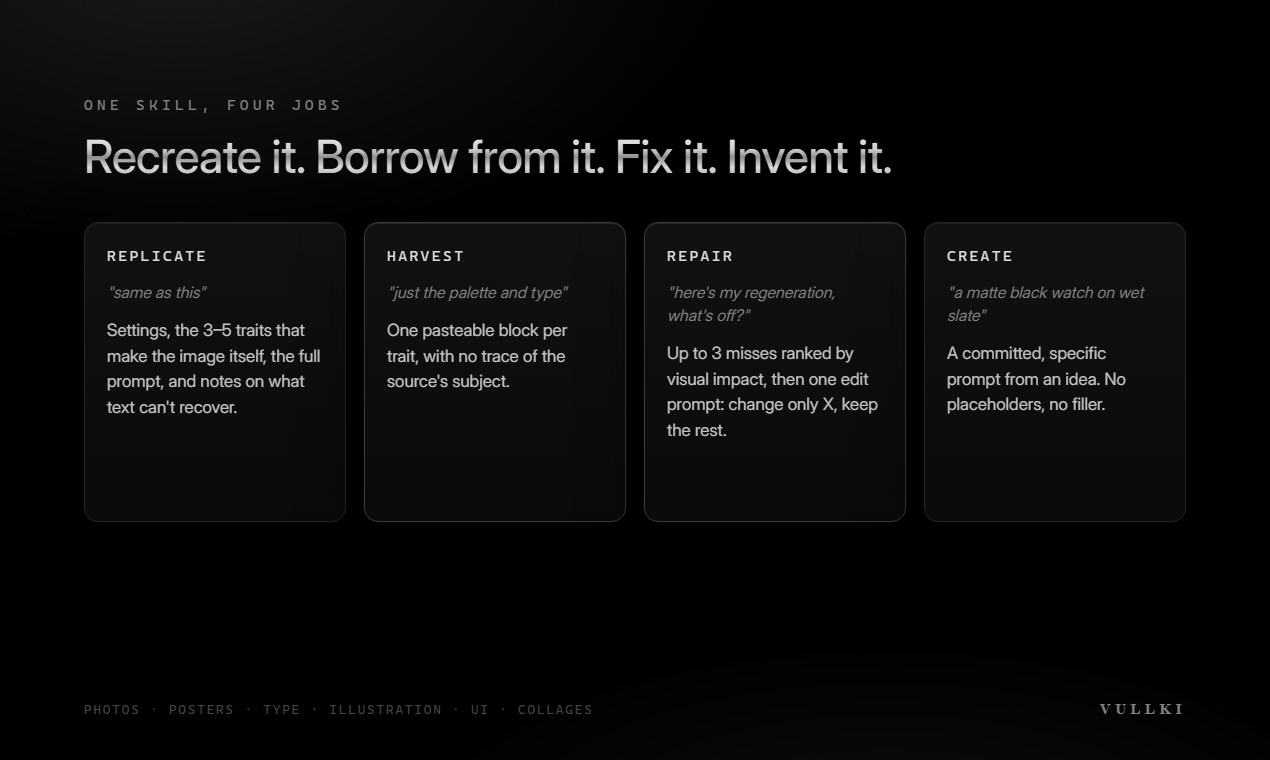 ONE SKILL, FOUR JOBS
Recreate it. Borrow from it. Fix it. Invent it.
REPLICATE
"same as this"
Settings, the 3–5 traits that
make the image itself, the full
prompt, and notes on what
text can't recover.
HARVEST
"just the palette and type"
One pasteable block per
trait, with no trace of the
source's subject.
REPAIR
"here's my regeneration,
what's off?"
Up to 3 misses ranked by
visual impact, then one edit
prompt: change only X, keep
the rest.
CREATE
"a matte black watch on wet
slate"
A committed, specific
prompt from an idea. No
placeholders, no filler.
PHOTOS · POSTERS · TYPE · ILLUSTRATION · UI · COLLAGES
VULLKI